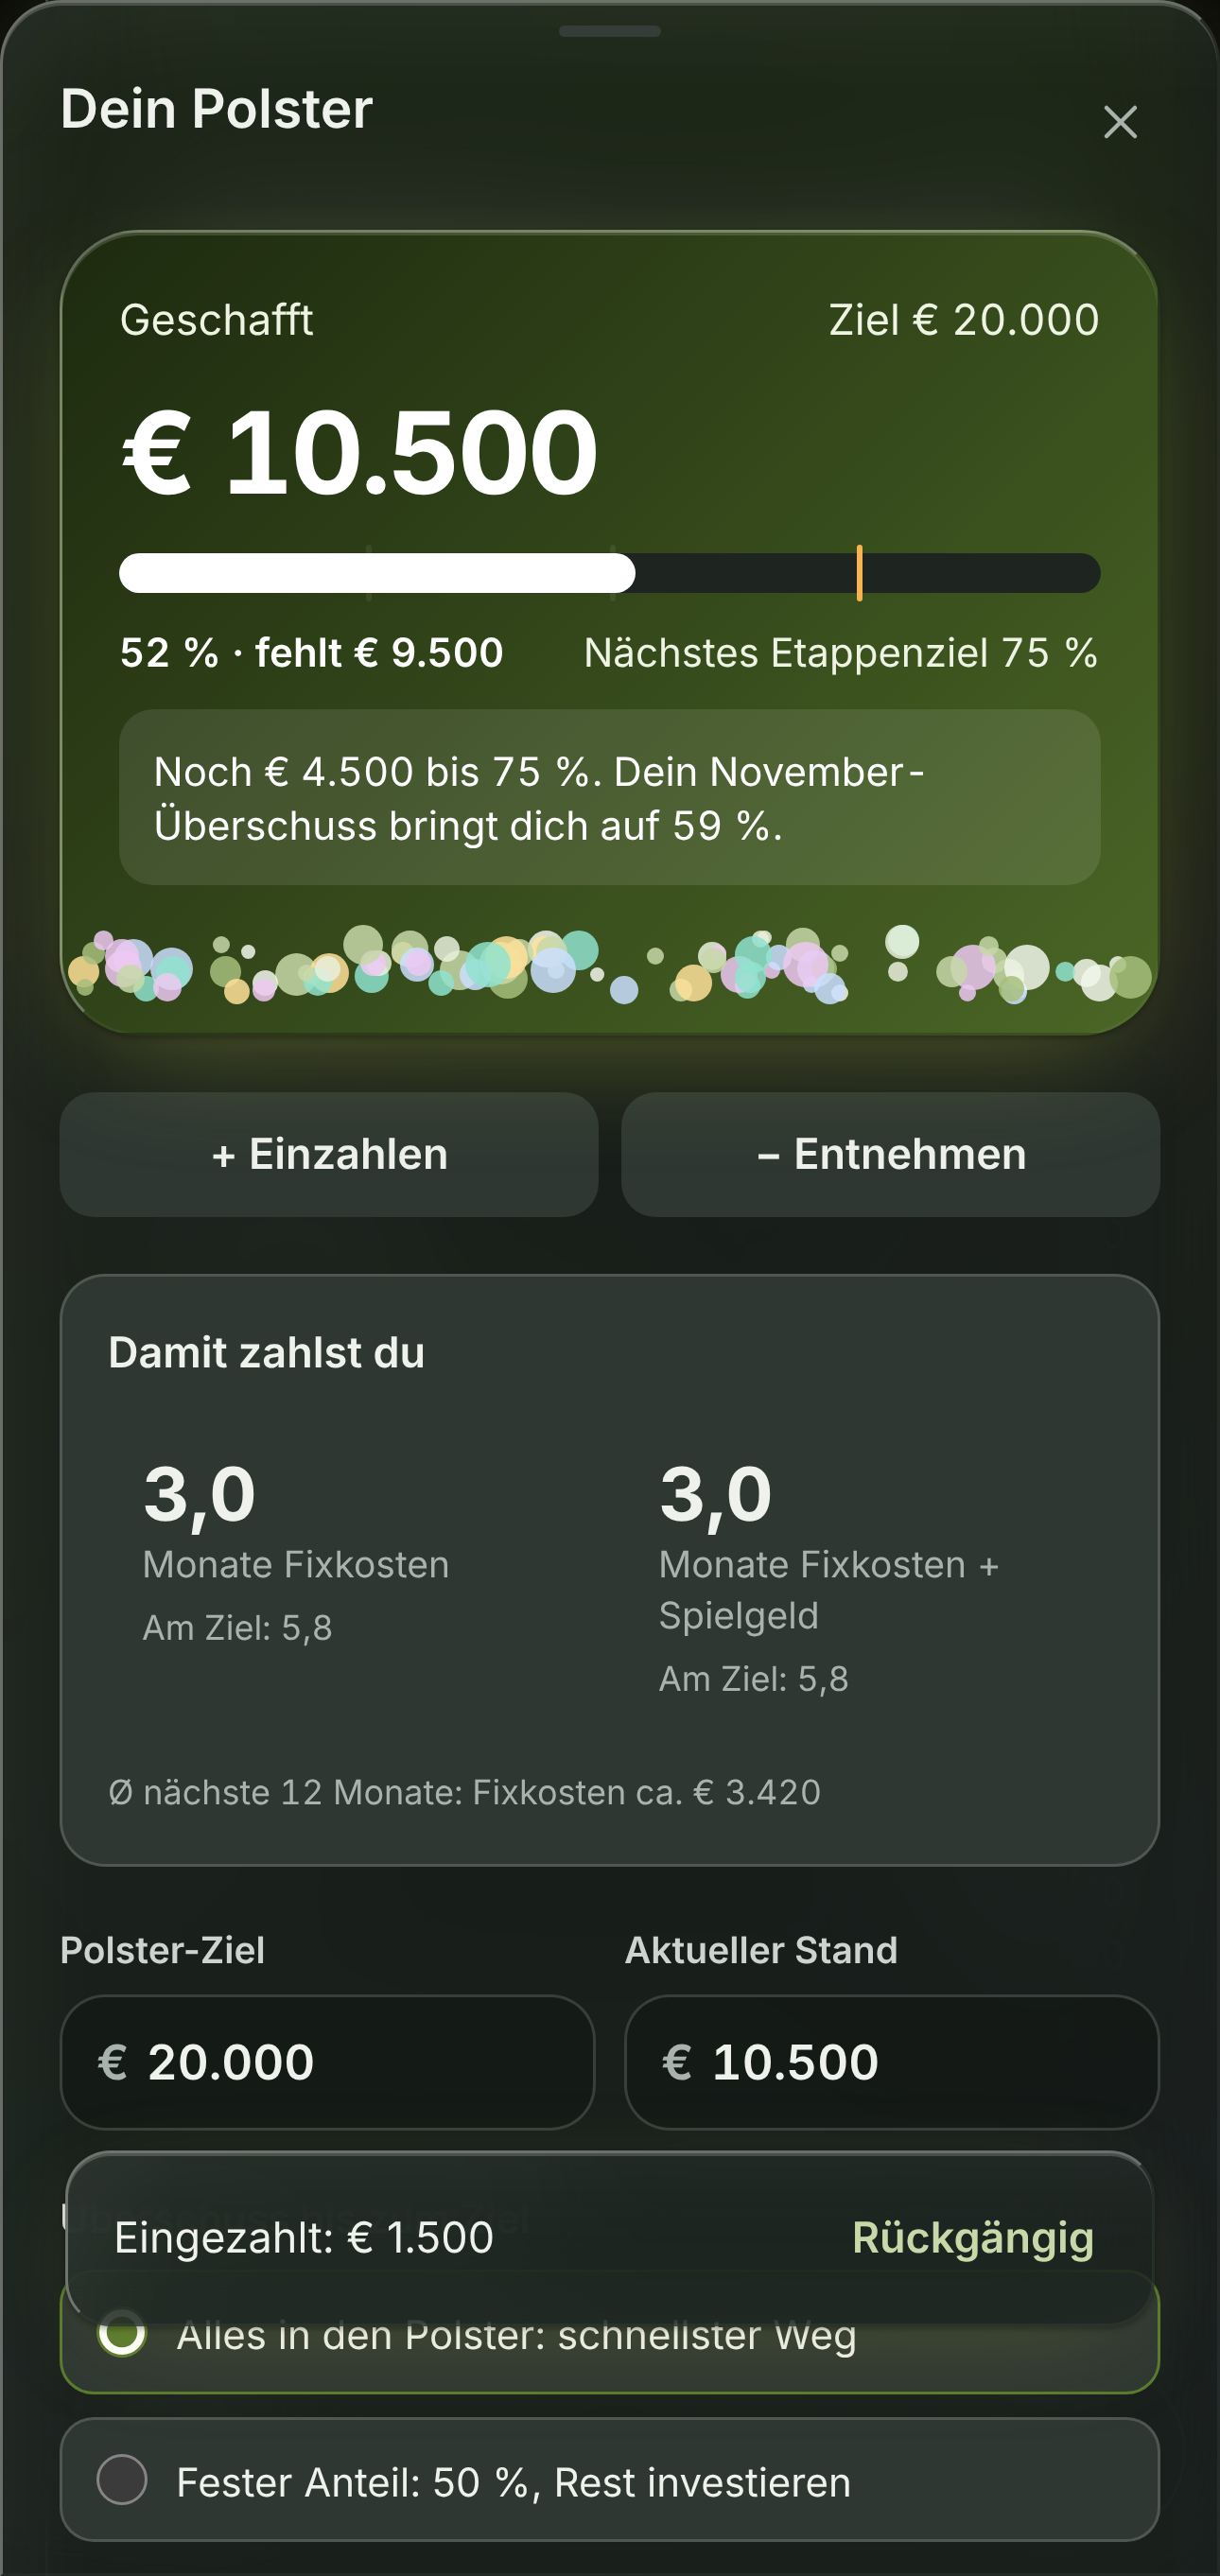 Dein Polster
Geschafft
Ziel € 20.000
€ 10.500
52 % · fehlt € 9.500
Nächstes Etappenziel 75 %
Noch € 4.500 bis 75 %. Dein November-
Überschuss bringt dich auf 59 %.
+ Einzahlen
− Entnehmen
Damit zahlst du
3,0
Monate Fixkosten
Am Ziel: 5,8
3,0
Monate Fixkosten +
Spielgeld
Am Ziel: 5,8
Ø nächste 12 Monate: Fixkosten ca. € 3.420
Polster-Ziel
Aktueller Stand
€ 20.000
€ 10.500
Eingezahlt: € 1.500
Rückgängig
Alles in den Polster: schnellster Weg
Fester Anteil: 50 %, Rest investieren